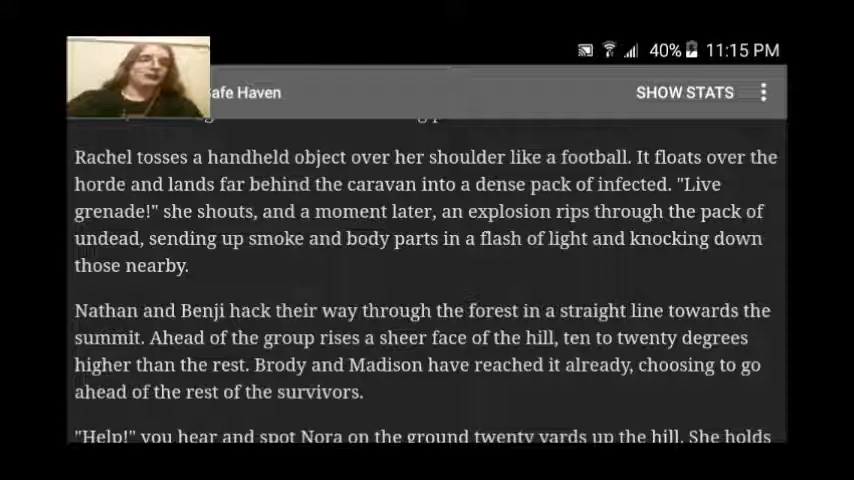 40% 11:15 PM
afe Haven SHOW STATS
Rachel tosses a handheld object over her shoulder like a football. It floats over the
horde and lands far behind the caravan into a dense pack of infected. "Live
grenade!" she shouts, and a moment later, an explosion rips through the pack of
undead, sending up smoke and body parts in a flash of light and knocking down
those nearby.
Nathan and Benji hack their way through the forest in a straight line towards the
summit. Ahead of the group rises a sheer face of the hill, ten to twenty degrees
higher than the rest. Brody and Madison have reached it already, choosing to go
ahead of the rest of the survivors.
"Help!" you hear and spot Nora on the ground twenty yards up the hill. She holds